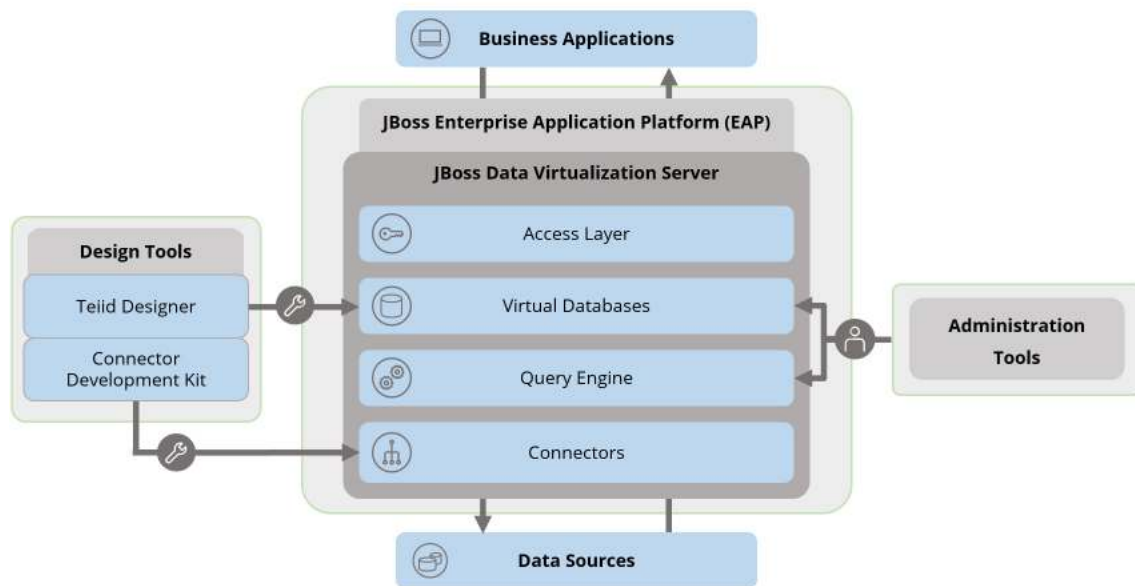 Business Applications
JBoss Enterprise Application Platform (EAP)
JBoss Data Virtualization Server
Access Layer
Design Tools
Teiid Designer
Virtual Databases
Administration
Tools
Connector
Development Kit
Query Engine
Connectors
Data Sources